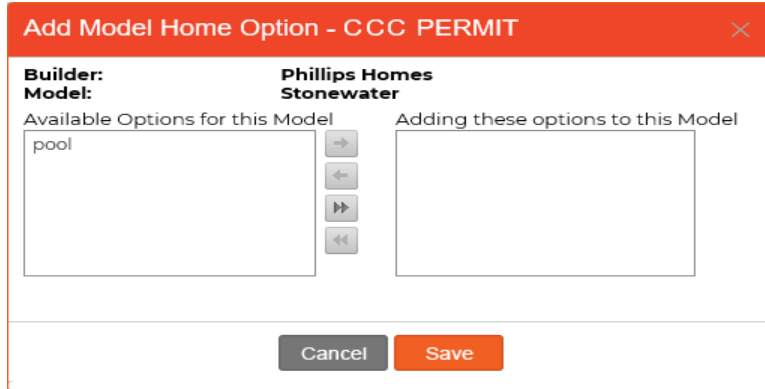 Add Model Home Option - CCC PERMIT
Builder: Phillips Homes
Model: Stonewater
Available Options for this Model Adding these options to this Model
pool
Cancel Save